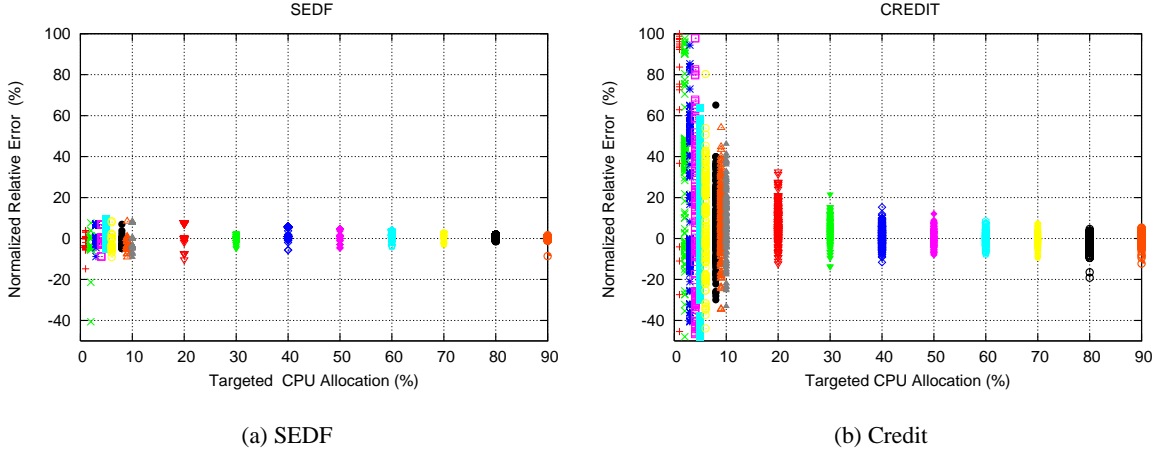 SEDF
100
80
60
40
20
0
-20
-40
Normalized Relative Error (%)
0 10 20 30 40 50 60 70 80 90
Targeted CPU Allocation (%)
(a) SEDF
CREDIT
100
80
60
40
20
0
-20
-40
Normalized Relative Error (%)
0 10 20 30 40 50 60 70 80 90
Targeted CPU Allocation (%)
(b) Credit